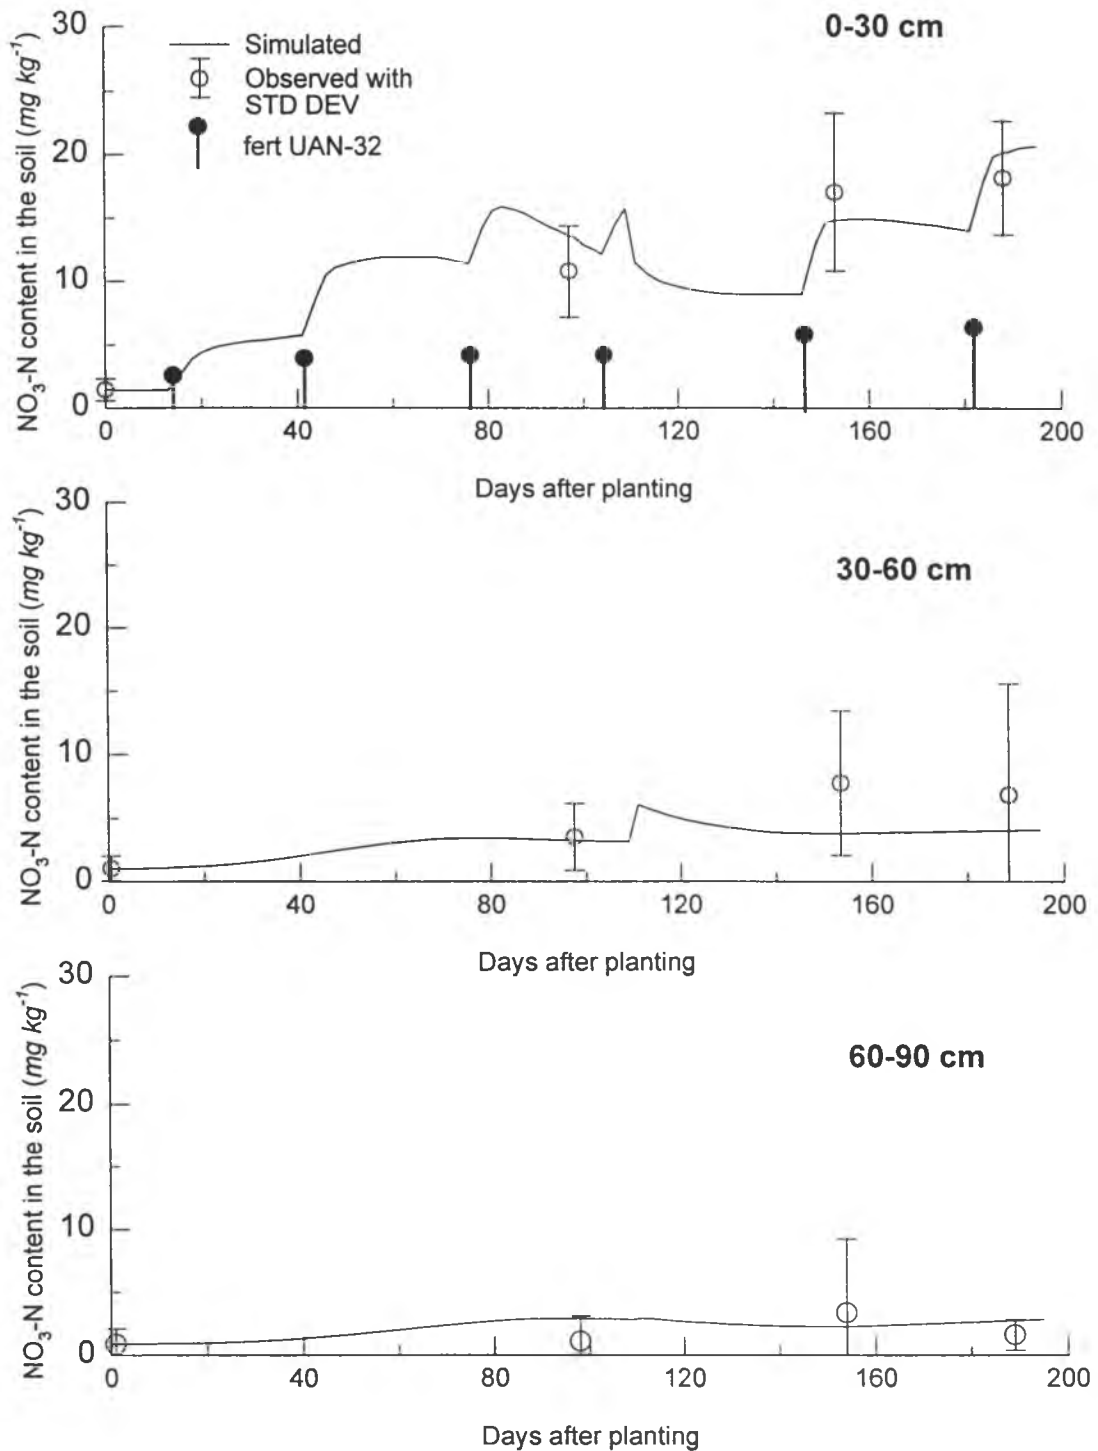 30
0-30 cm
Simulated
Observed with
STD DEV
fert UAN-32
20
10
0
NO₃-N content in the soil (mg kg⁻¹)
0 40 80 120 160 200
Days after planting
30
30-60 cm
20
10
0
NO₃-N content in the soil (mg kg⁻¹)
0 40 80 120 160 200
Days after planting
30
60-90 cm
20
10
0
NO₃-N content in the soil (mg kg⁻¹)
0 40 80 120 160 200
Days after planting